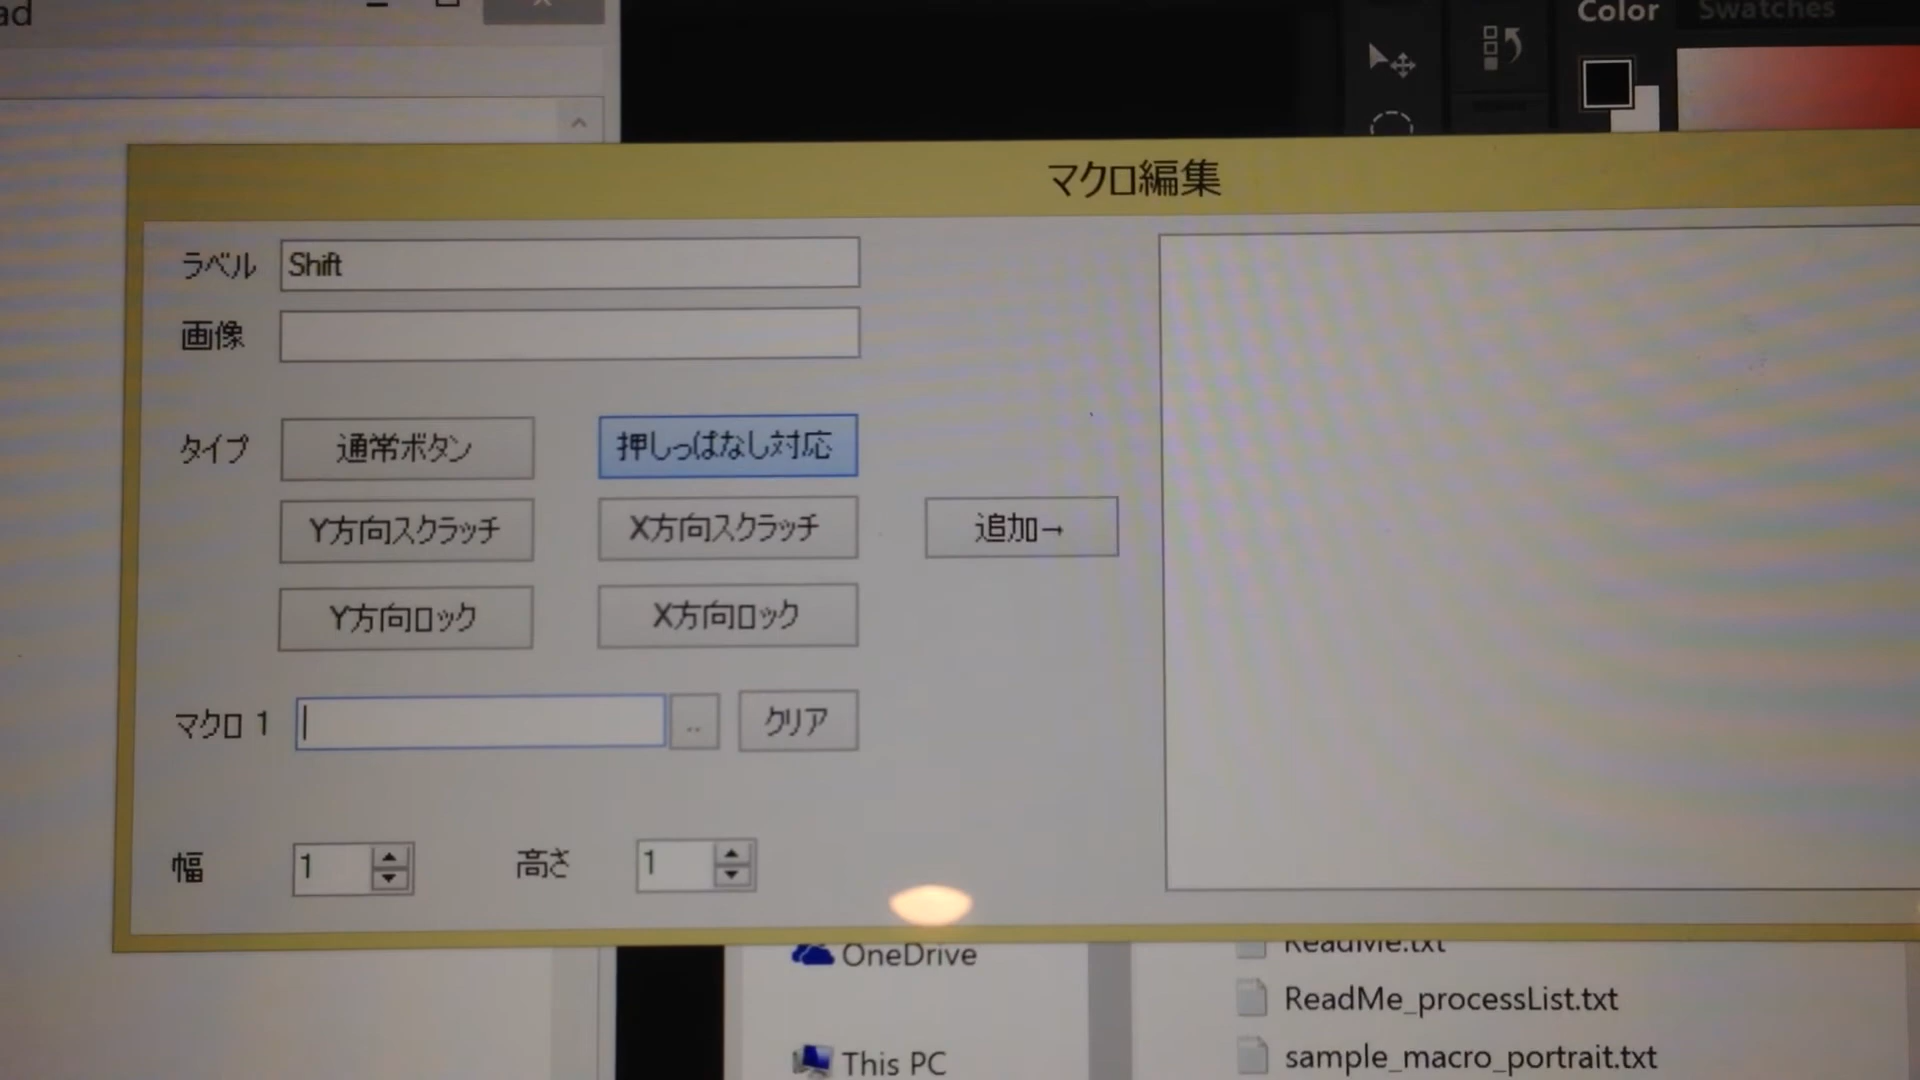 ad
Color Swatches
マクロ編集
ラベル Shift
画像
タイプ 通常ボタン 押しっぱなし対応
Y方向スクラッチ X方向スクラッチ 追加→
Y方向ロック X方向ロック
マクロ 1 .. クリア
幅 1 高さ 1
OneDrive ReadMe.txt
ReadMe_processList.txt
This PC sample_macro_portrait.txt